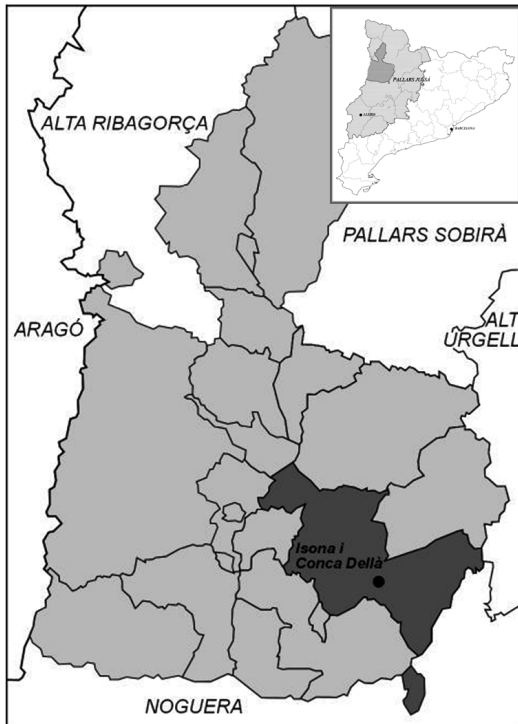 PALLARS JUSSÀ
LLEIDA
BARCELONA
ALTA RIBAGORÇA
PALLARS SOBIRÀ
ARAGÓ
ALT
URGELL
Isona i
Conca Dellà
NOGUERA